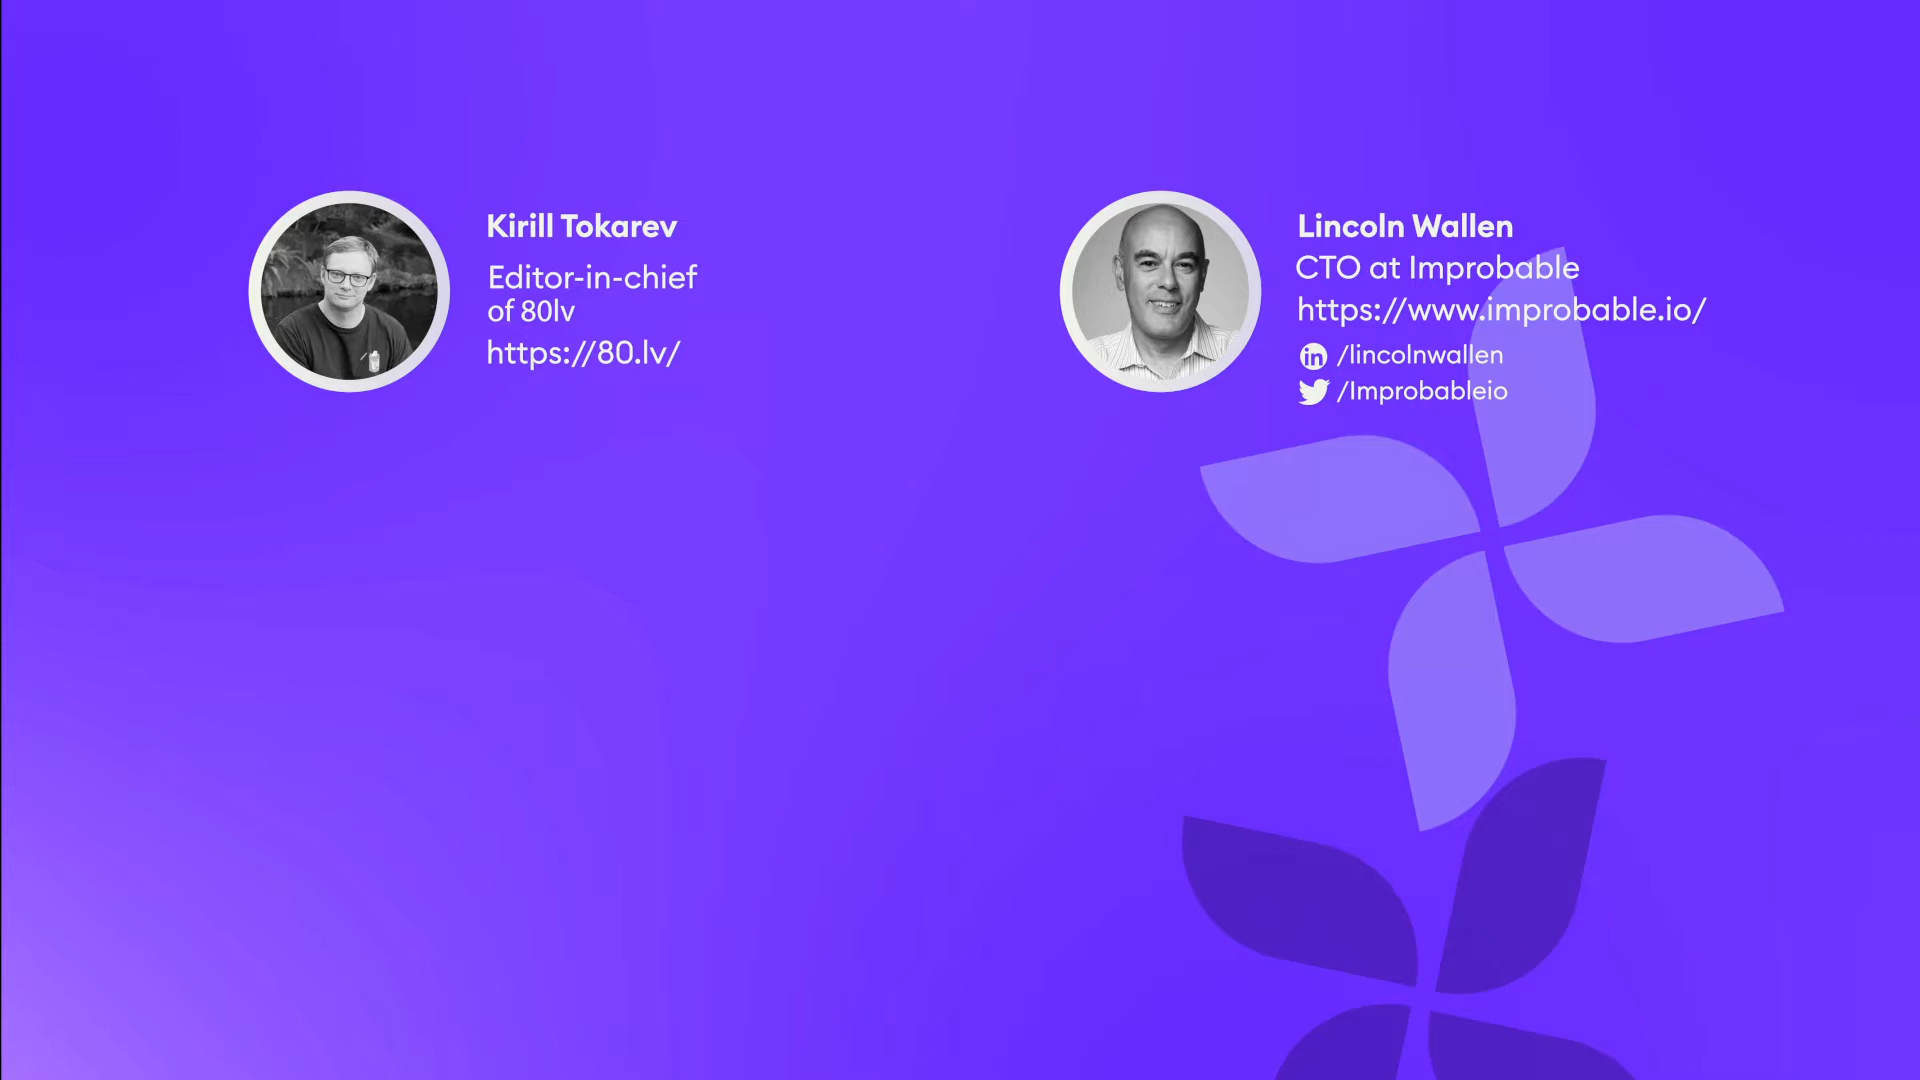 Kirill Tokarev
Editor-in-chief
of 80lv
https://80.lv/
Lincoln Wallen
CTO at Improbable
https://www.improbable.io/
in /lincolnwallen
/Improbableio